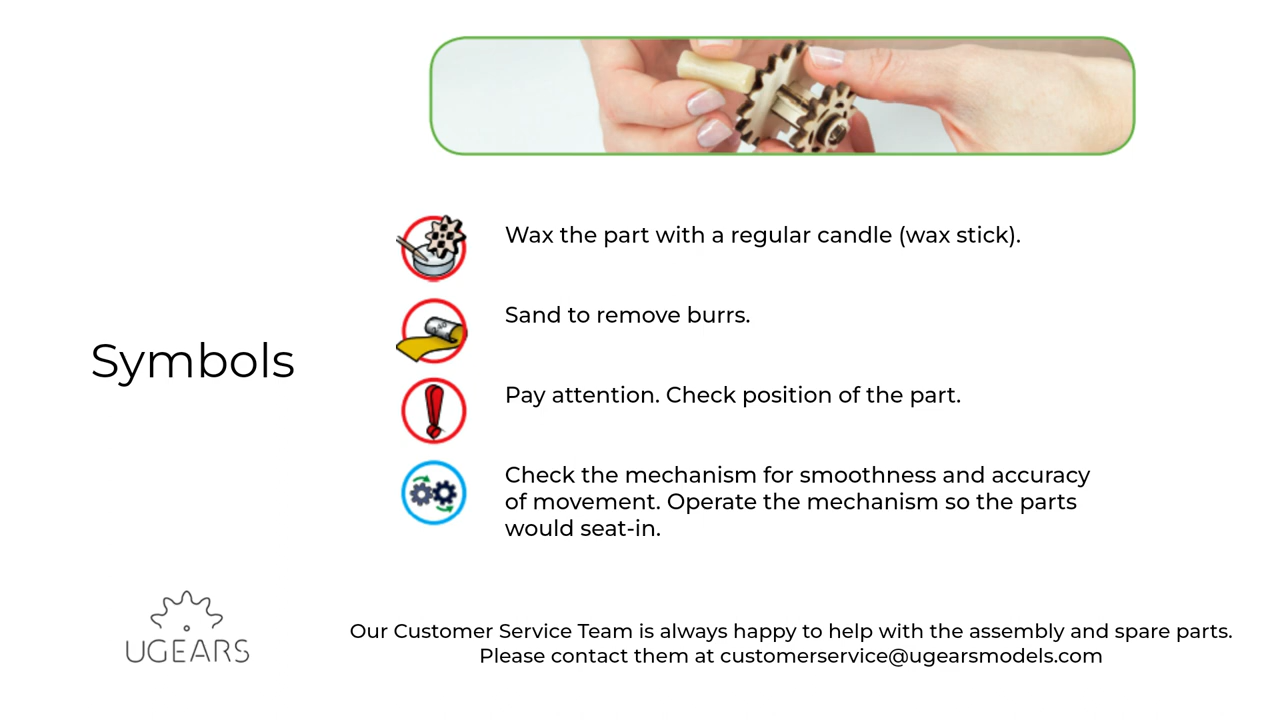 Wax the part with a regular candle (wax stick).
Sand to remove burrs.
Symbols
Pay attention. Check position of the part.
Check the mechanism for smoothness and accuracy
of movement. Operate the mechanism so the parts
would seat-in.
UGEARS
Our Customer Service Team is always happy to help with the assembly and spare parts.
Please contact them at customerservice@ugearsmodels.com